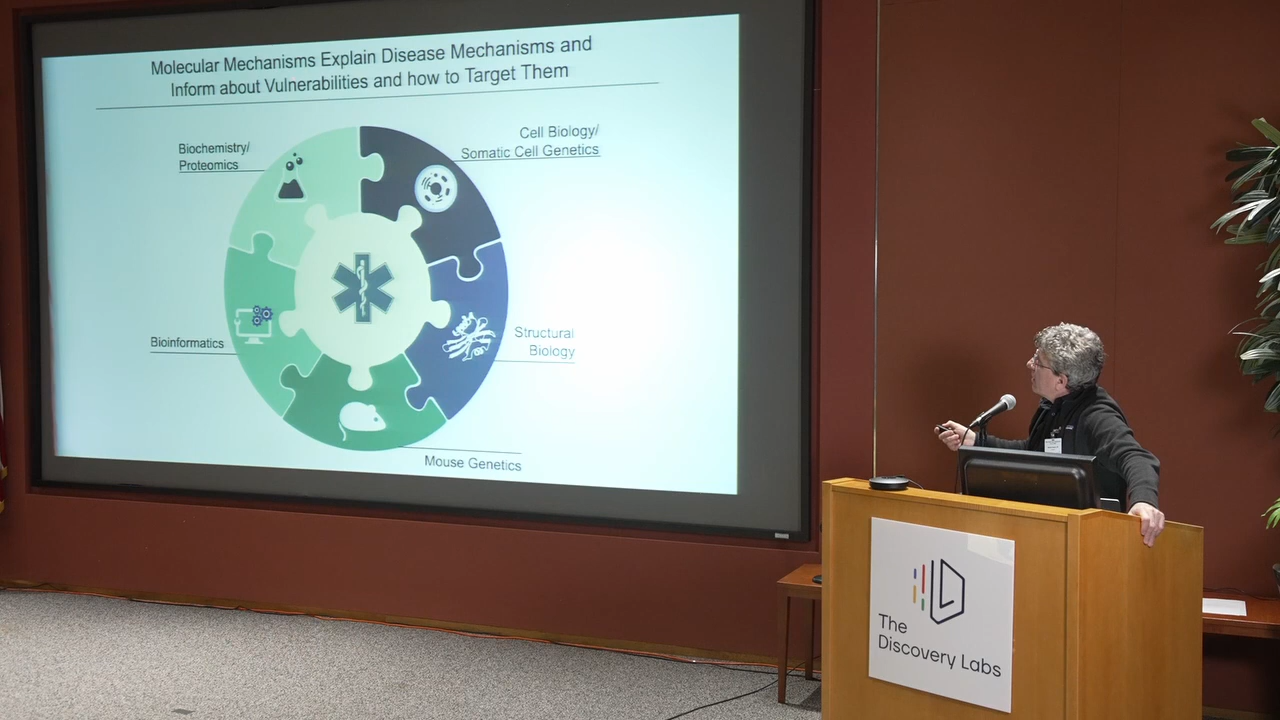 Molecular Mechanisms Explain Disease Mechanisms and
Inform about Vulnerabilities and how to Target Them
Biochemistry/
Proteomics
Cell Biology/
Somatic Cell Genetics
Bioinformatics
Structural
Biology
Mouse Genetics
The
Discovery Labs